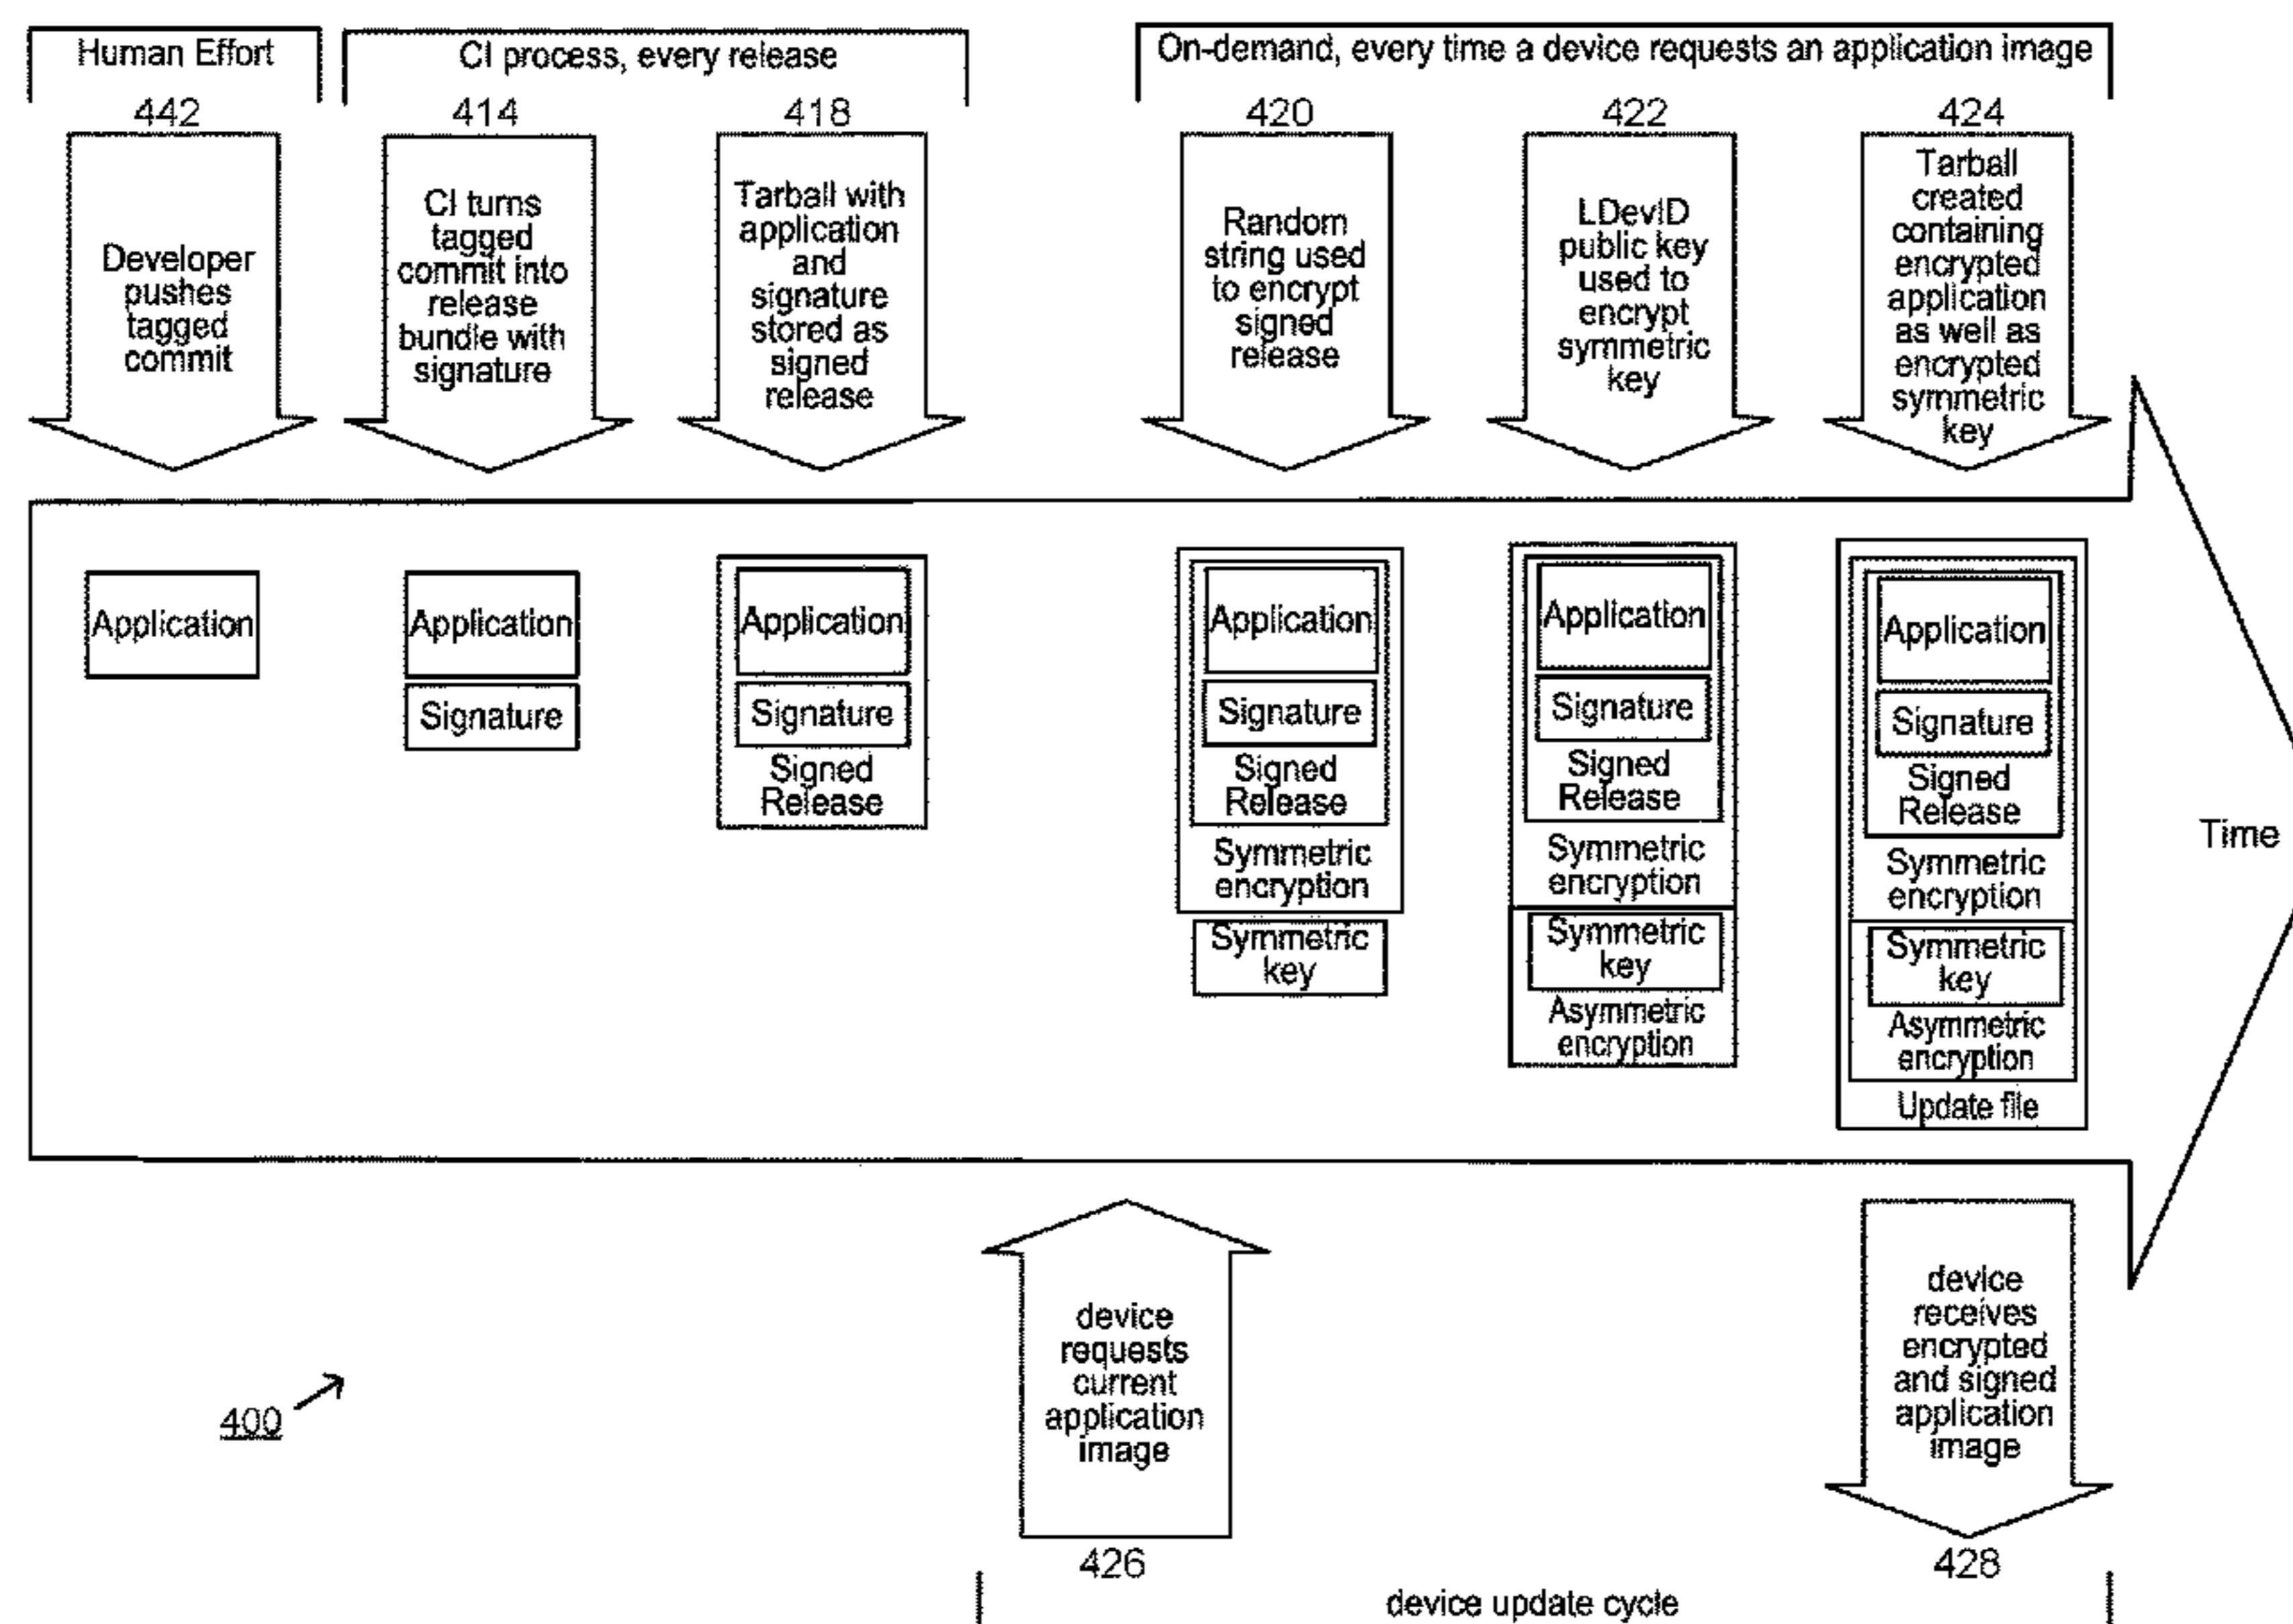 Human Effort
CI process, every release
On-demand, every time a device requests an application image
442
414
418
420
422
424
Developer
pushes
tagged
commit
CI turns
tagged
commit into
release
bundle with
signature
Tarball with
application
and
signature
stored as
signed
release
Random
string used
to encrypt
signed
release
LDevID
public key
used to
encrypt
symmetric
key
Tarball
created
containing
encrypted
application
as well as
encrypted
symmetric
key
Application
Application
Signature
Application
Signature
Signed
Release
Application
Signature
Signed
Release
Symmetric
encryption
Symmetric
key
Application
Signature
Signed
Release
Symmetric
encryption
Symmetric
key
Asymmetric
encryption
Application
Signature
Signed
Release
Symmetric
encryption
Symmetric
key
Asymmetric
encryption
Update file
Time
400
device
requests
current
application
image
426
device
receives
encrypted
and signed
application
image
428
device update cycle